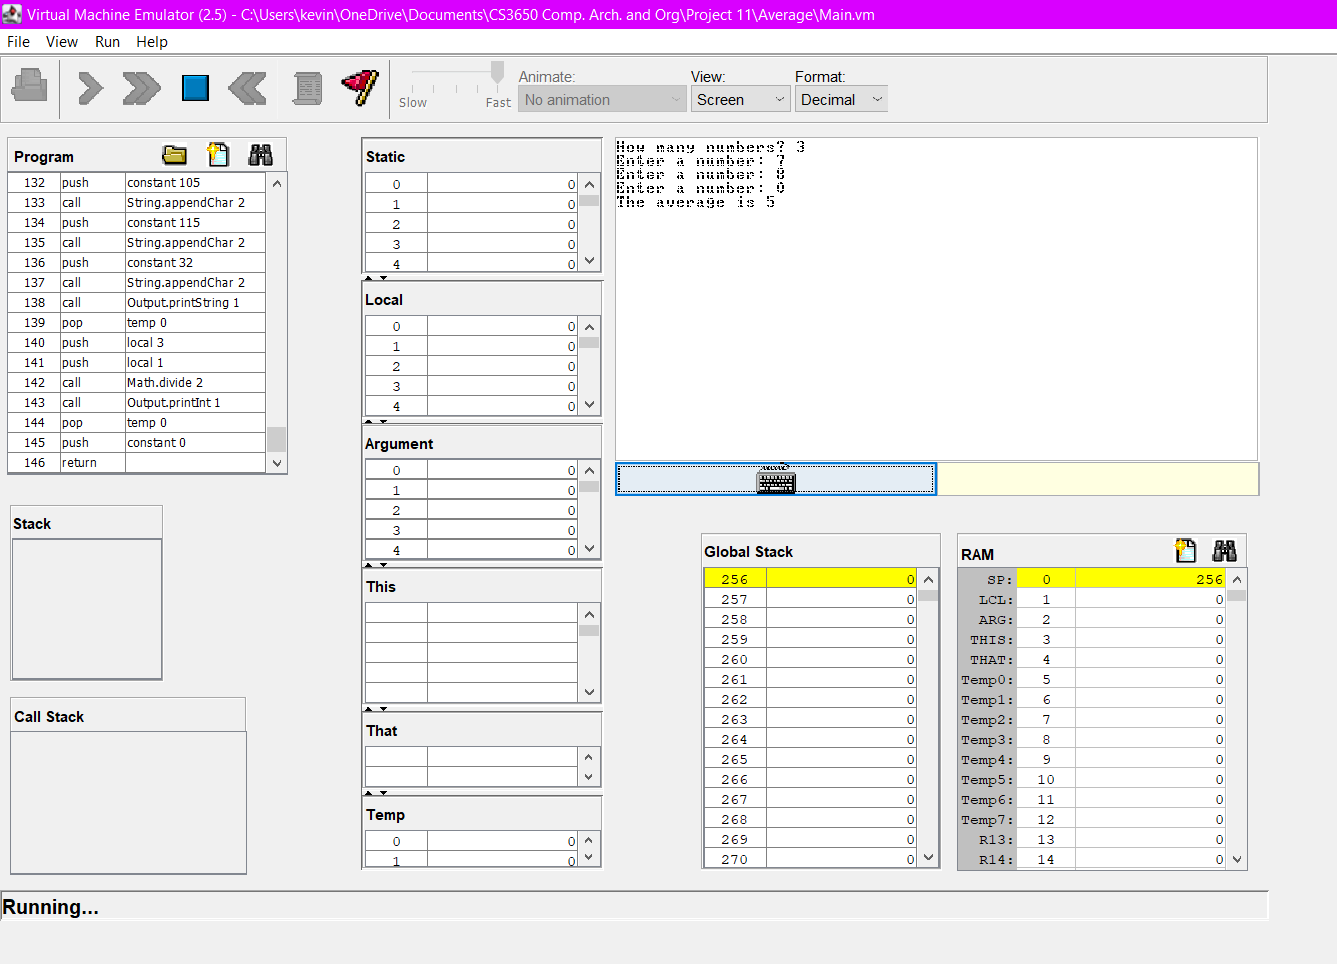 Virtual Machine Emulator (2.5) - C:\Users\kevin\OneDrive\Documents\CS3650 Comp. Arch. and Org\Project 11\Average\Main.vm
File View Run Help
Slow Fast
Animate:
No animation
View:
Screen
Format:
Decimal
Program
132 push constant 105
133 call String.appendChar 2
134 push constant 115
135 call String.appendChar 2
136 push constant 32
137 call String.appendChar 2
138 call Output.printString 1
139 pop temp 0
140 push local 3
141 push local 1
142 call Math.divide 2
143 call Output.printInt 1
144 pop temp 0
145 push constant 0
146 return
Stack
Call Stack
Static
0 0
1 0
2 0
3 0
4 0
Local
0 0
1 0
2 0
3 0
4 0
Argument
0 0
1 0
2 0
3 0
4 0
This
That
Temp
0 0
1 0
How many numbers? 3
Enter a number: 7
Enter a number: 8
Enter a number: 0
The average is 5
Global Stack
256 0
257 0
258 0
259 0
260 0
261 0
262 0
263 0
264 0
265 0
266 0
267 0
268 0
269 0
270 0
RAM
SP: 0 256
LCL: 1 0
ARG: 2 0
THIS: 3 0
THAT: 4 0
Temp0: 5 0
Temp1: 6 0
Temp2: 7 0
Temp3: 8 0
Temp4: 9 0
Temp5: 10 0
Temp6: 11 0
Temp7: 12 0
R13: 13 0
R14: 14 0
Running...